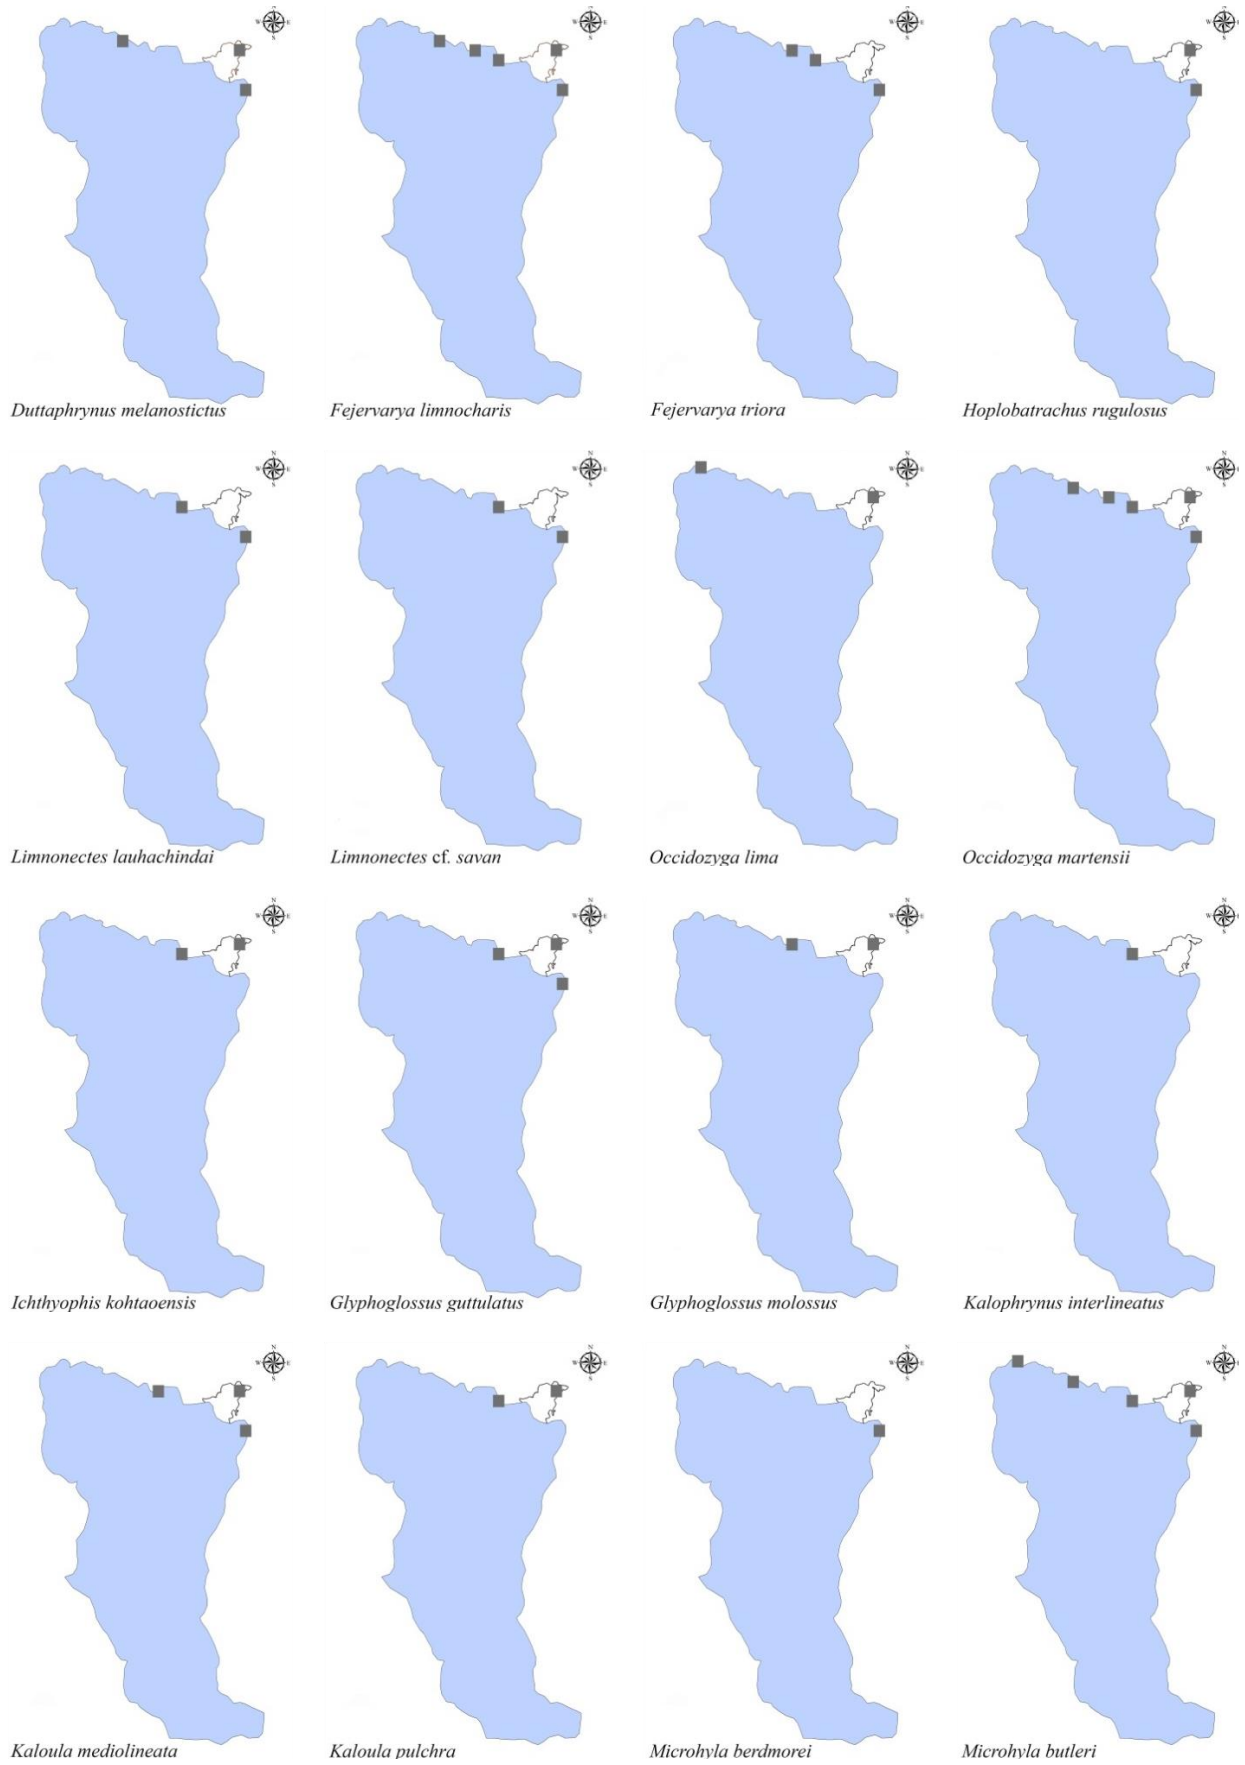 Duttaphrynus melanostictus
Fejervarya limnocharis
Fejervarya triora
Hoplobatrachus rugulosus
N
W E
S
N
W E
S
N
W E
S
N
W E
S
Limnonectes lauhachindai
Limnonectes cf. savan
Occidozyga lima
Occidozyga martensii
N
W E
S
N
W E
S
N
W E
S
N
W E
S
Ichthyophis kohtaoensis
Glyphoglossus guttulatus
Glyphoglossus molossus
Kalophrynus interlineatus
N
W E
S
N
W E
S
N
W E
S
N
W E
S
Kaloula mediolineata
Kaloula pulchra
Microhyla berdmorei
Microhyla butleri